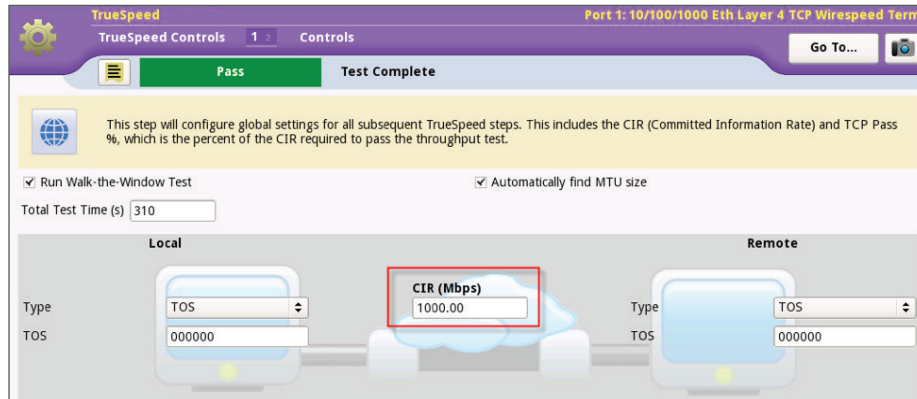 TrueSpeed
Port 1: 10/100/1000 Eth Layer 4 TCP Wirespeed Term
TrueSpeed Controls 1 2 Controls
Go To...
Pass Test Complete
This step will configure global settings for all subsequent TrueSpeed steps. This includes the CIR (Committed Information Rate) and TCP Pass
%, which is the percent of the CIR required to pass the throughput test.
Run Walk-the-Window Test
Automatically find MTU size
Total Test Time (s) 310
Local
Remote
CIR (Mbps)
Type TOS
1000.00
Type TOS
TOS 000000
TOS 000000